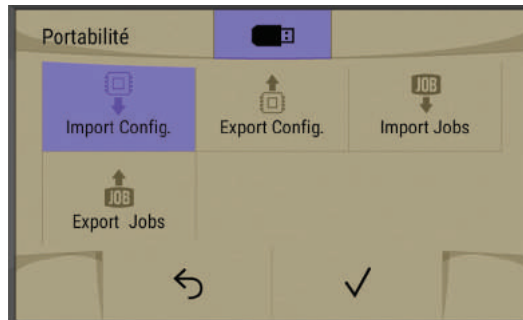 Portabilité
JOB
Import Config.
Export Config.
Import Jobs
JOB
Export Jobs